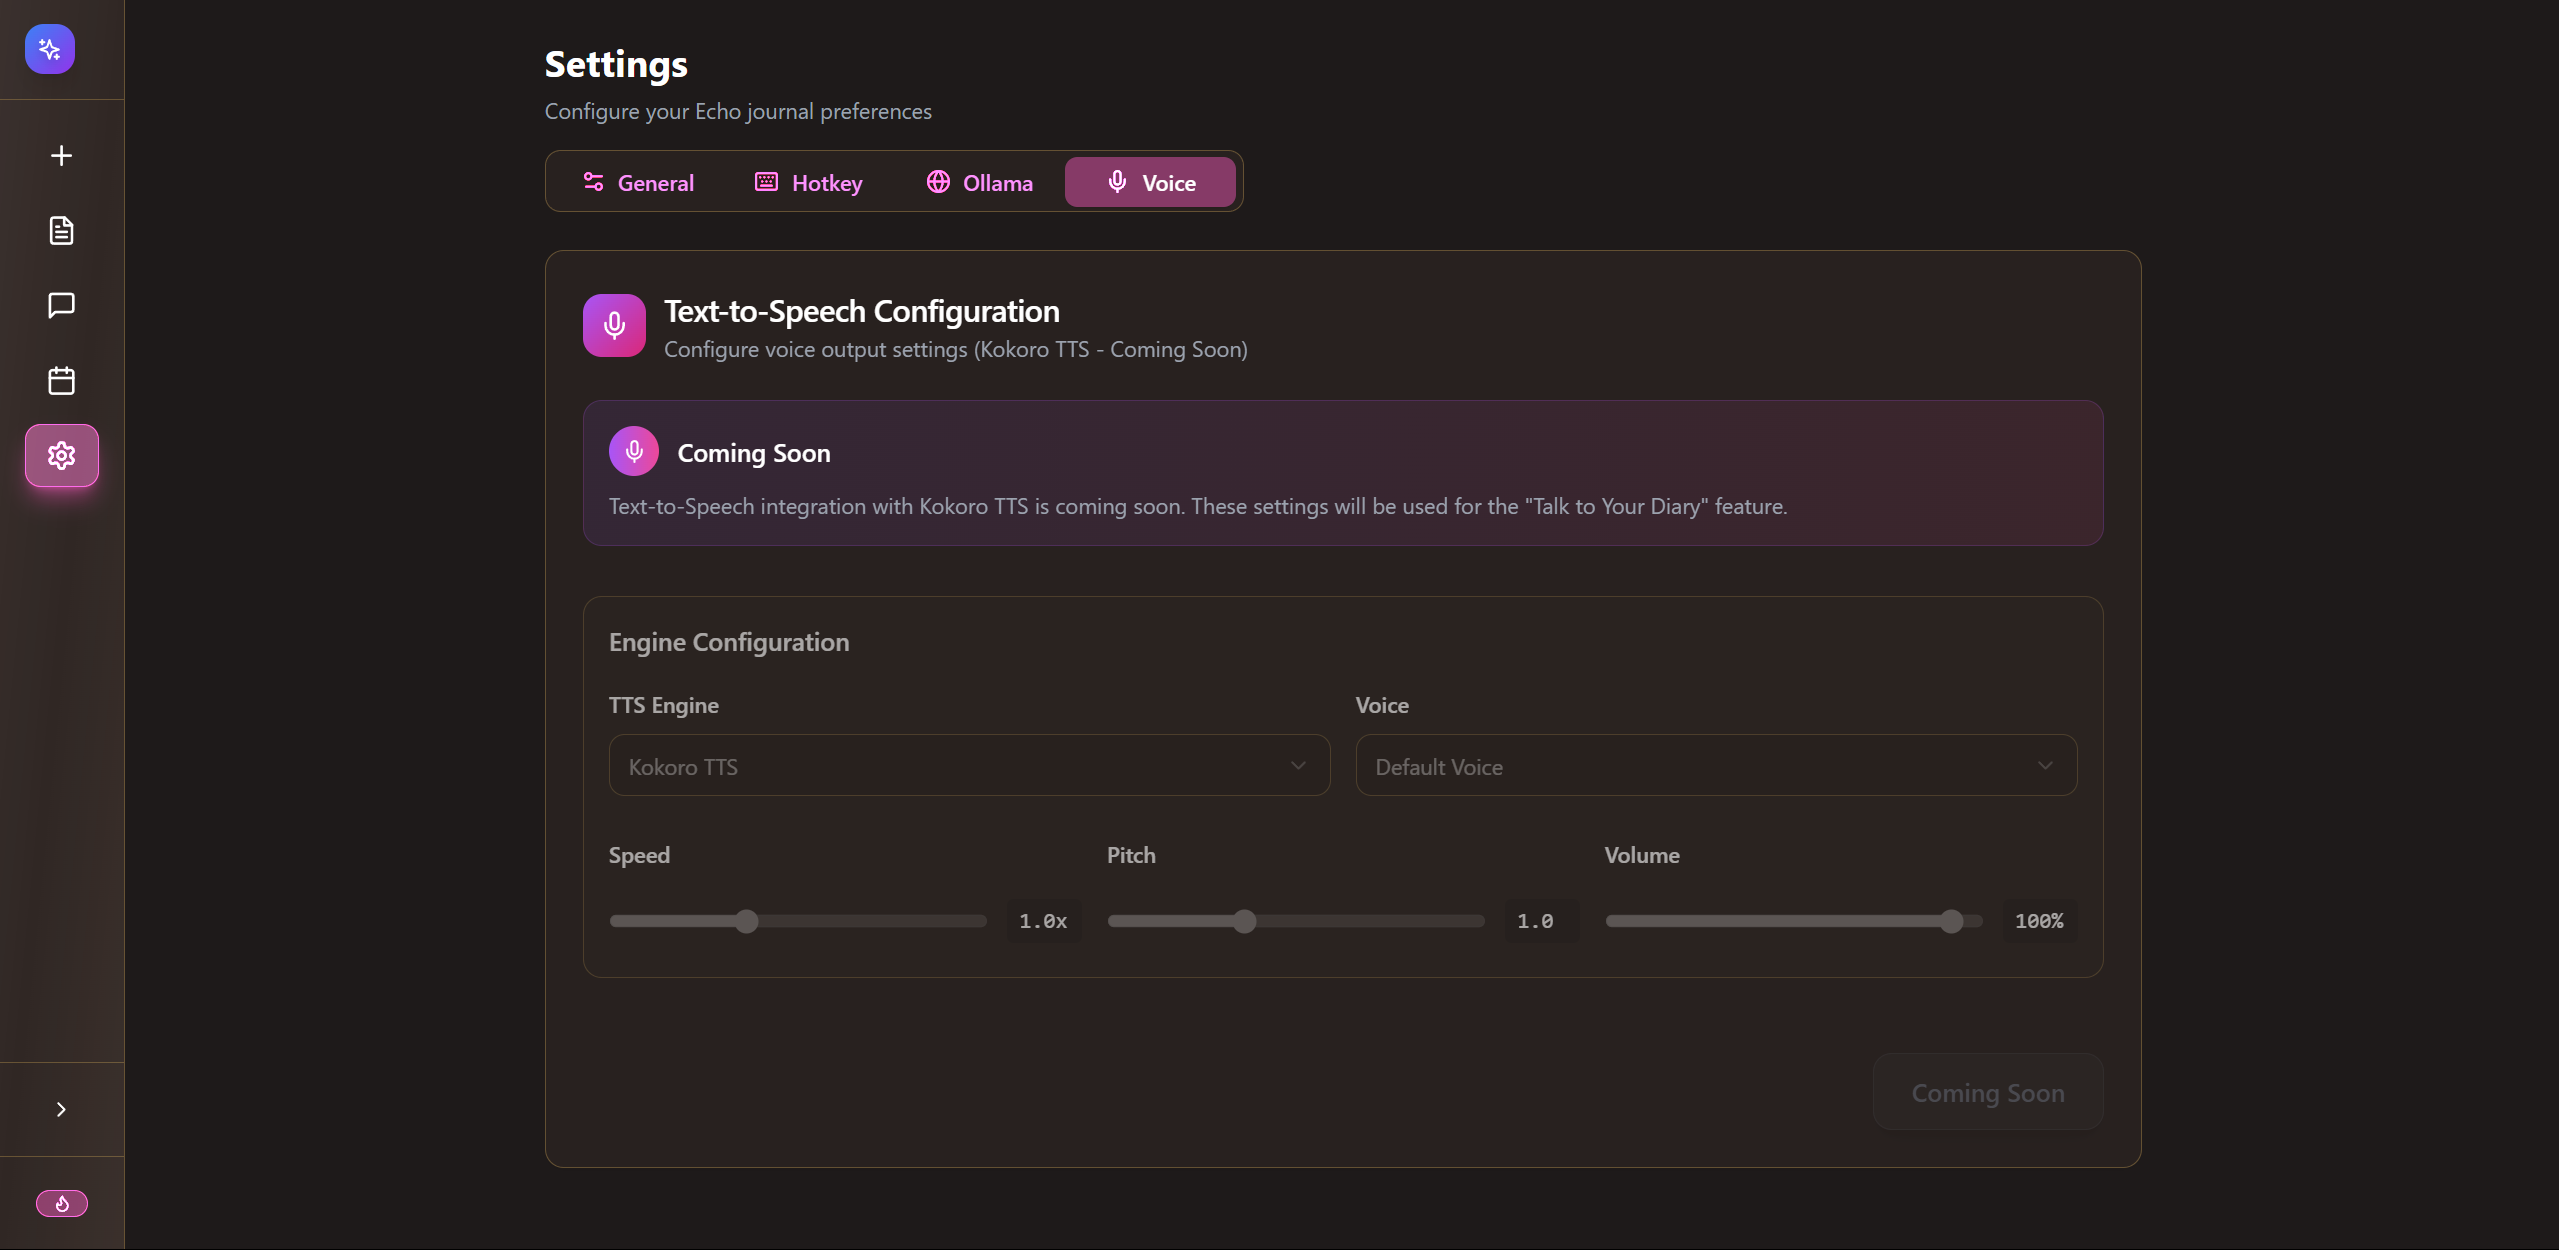 Settings
Configure your Echo journal preferences
General
Hotkey
Ollama
Voice
Text-to-Speech Configuration
Configure voice output settings (Kokoro TTS - Coming Soon)
Coming Soon
Text-to-Speech integration with Kokoro TTS is coming soon. These settings will be used for the "Talk to Your Diary" feature.
Engine Configuration
TTS Engine
Voice
Kokoro TTS
Default Voice
Speed
Pitch
Volume
1.0x
1.0
100%
Coming Soon